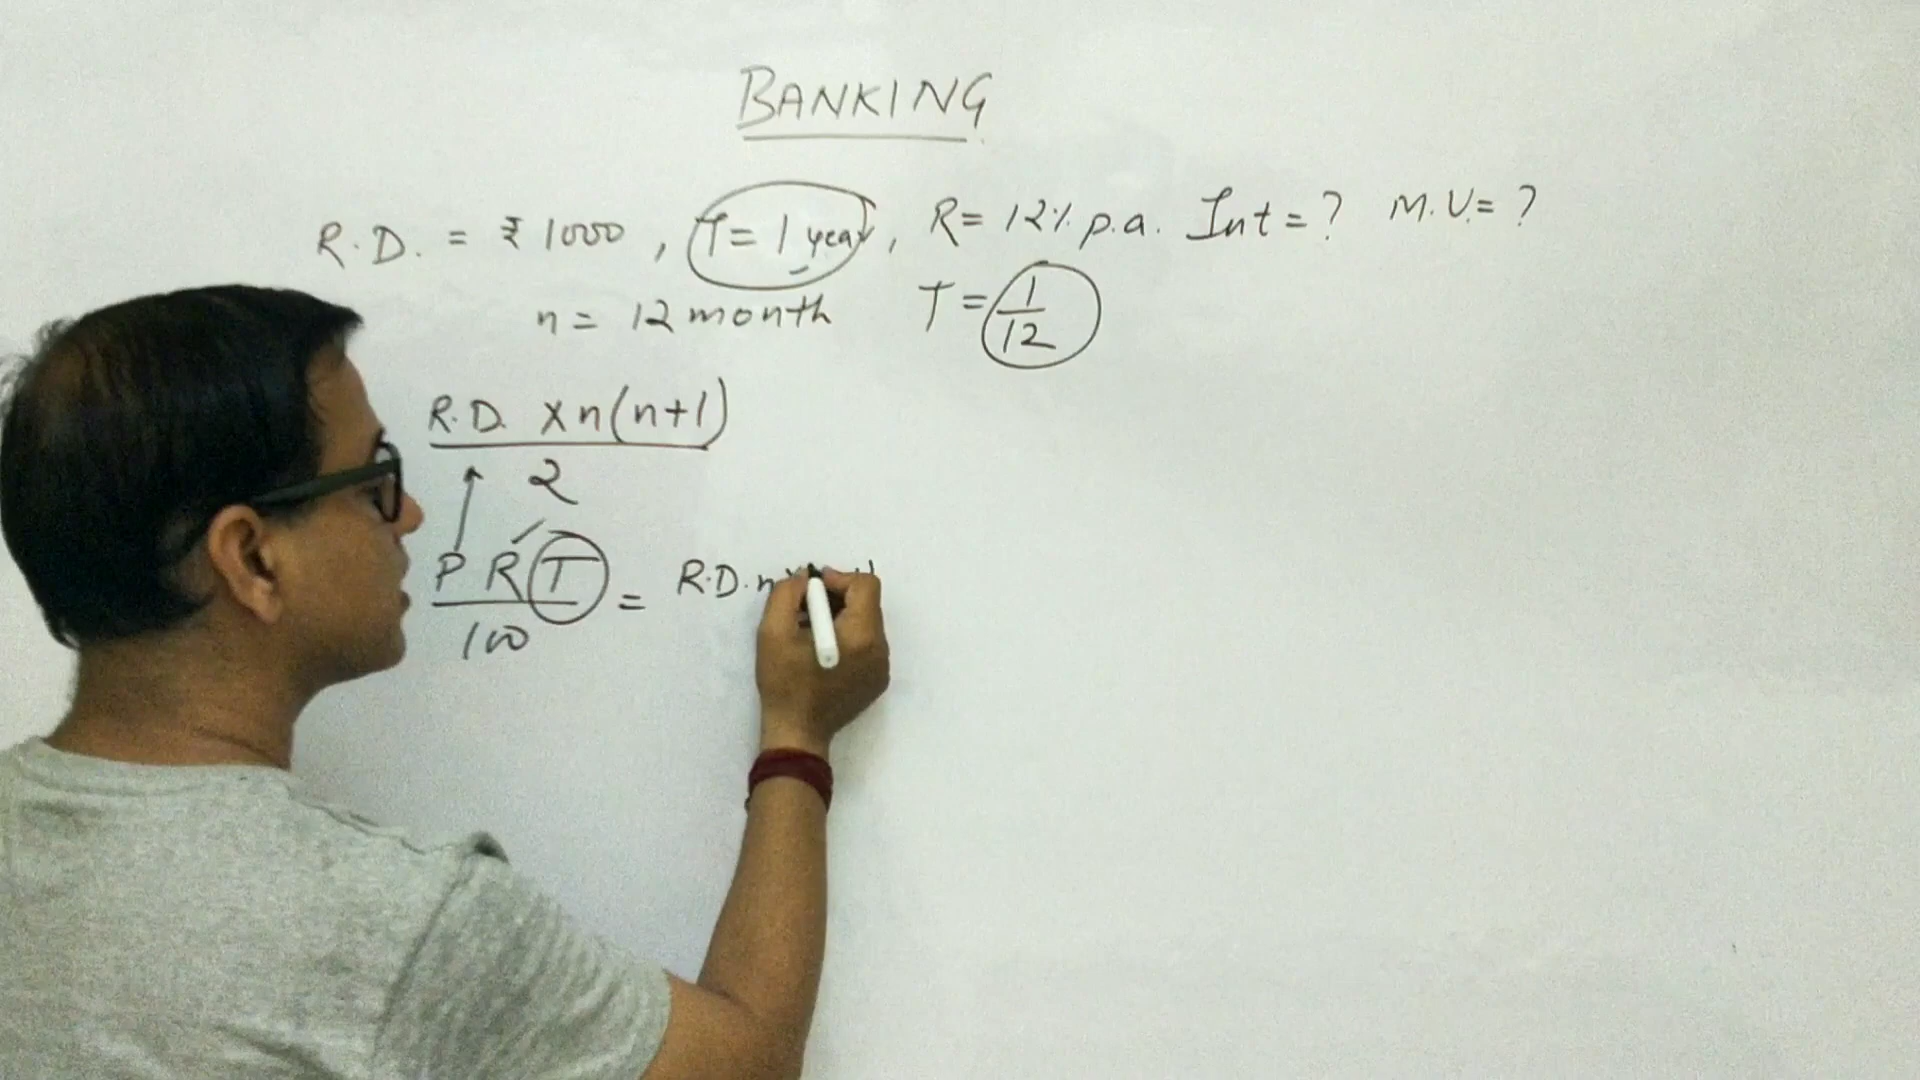 BANKING
R.D. = ₹ 1000, T = 1 year, R = 12% p.a. Int = ? M.V. = ?
n = 12 month T = 1/12
R.D. x n(n+1)
2
P R T = R.D. n
100